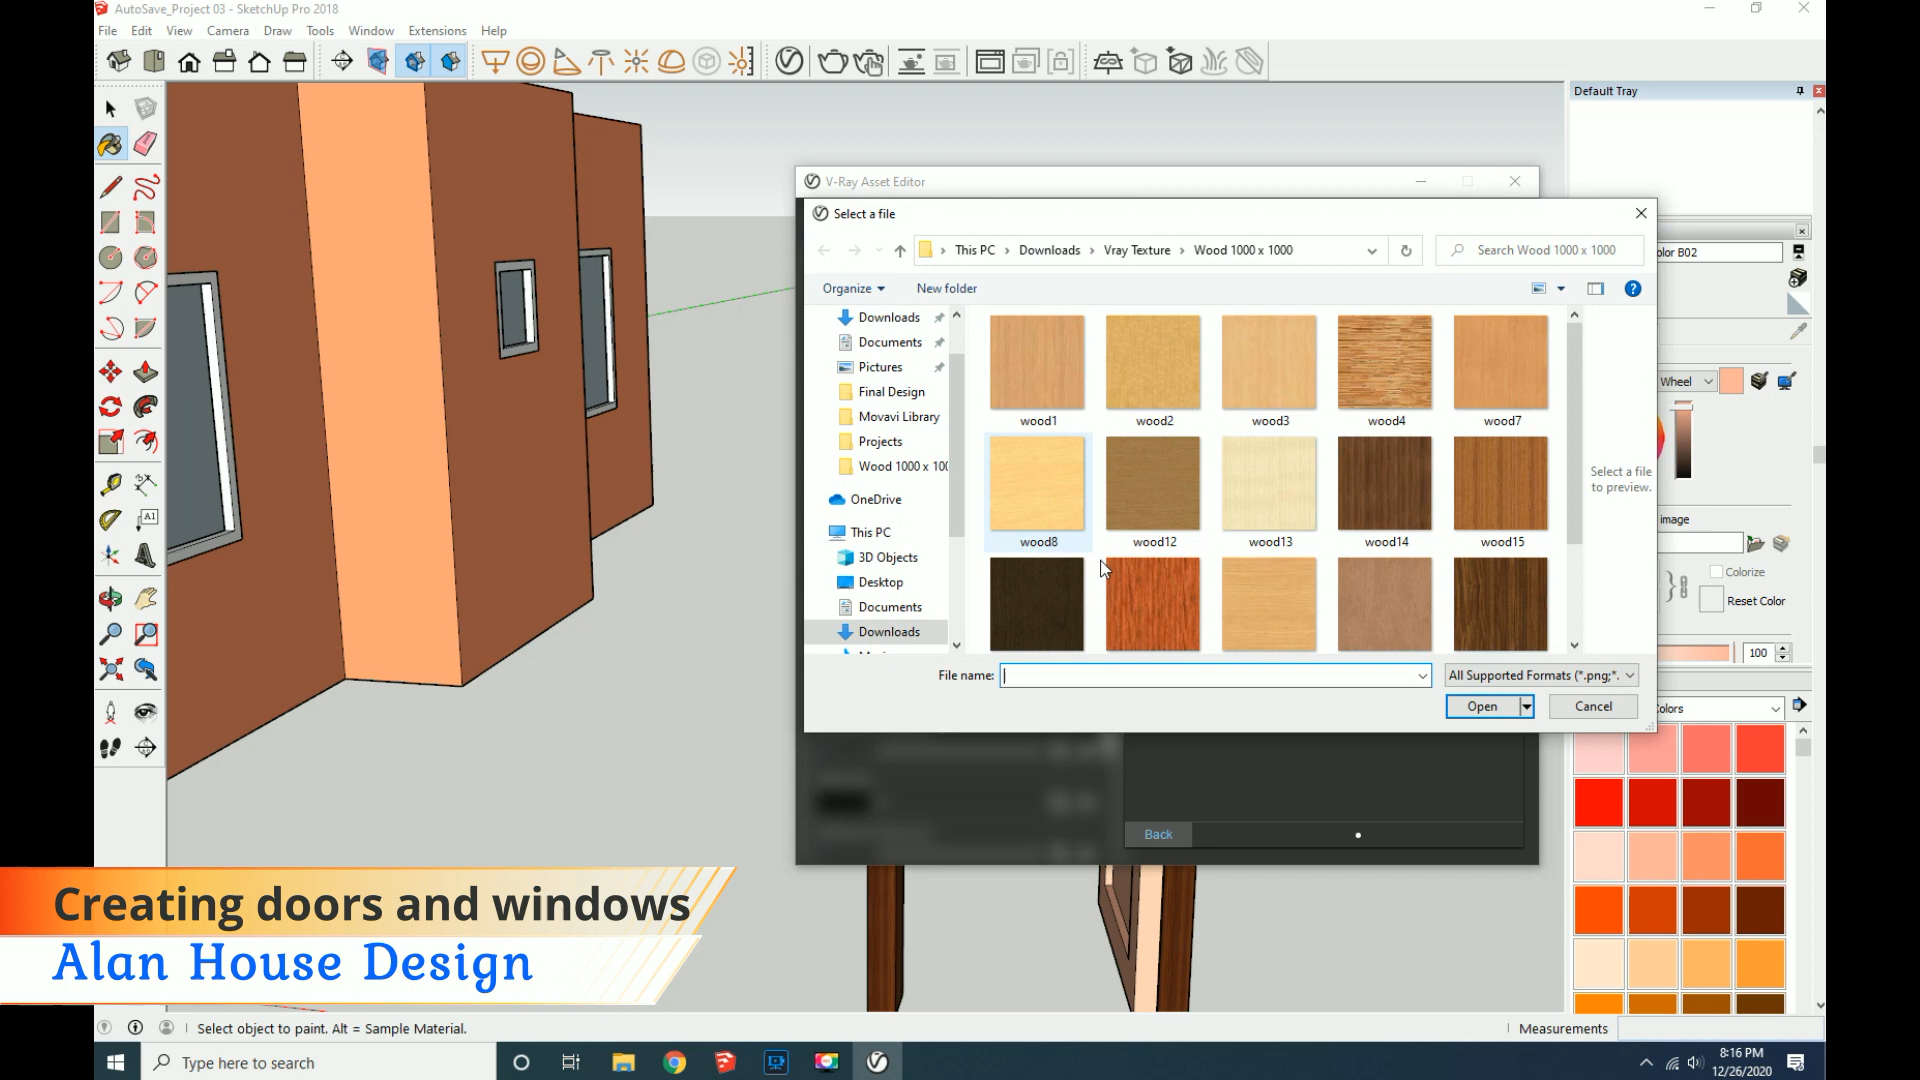 AutoSave_Project 03 - SketchUp Pro 2018
File Edit View Camera Draw Tools Window Extensions Help
Default Tray
V-Ray Asset Editor
Select a file
This PC > Downloads > Vray Texture > Wood 1000 x 1000
Search Wood 1000 x 1000
Organize
New folder
Downloads
Documents
Pictures
Final Design
Movavi Library
Projects
Wood 1000 x 100
OneDrive
This PC
3D Objects
Desktop
Documents
Downloads
wood1 wood2 wood3 wood4 wood7
wood8 wood12 wood13 wood14 wood15
Select a file
to preview.
File name:
All Supported Formats (*.png;*.
Open
Cancel
Back
olor B02
Wheel
image
Colorize
Reset Color
100
Colors
A1
Creating doors and windows
Alan House Design
Select object to paint. Alt = Sample Material.
Measurements
Type here to search
8:16 PM
12/26/2020